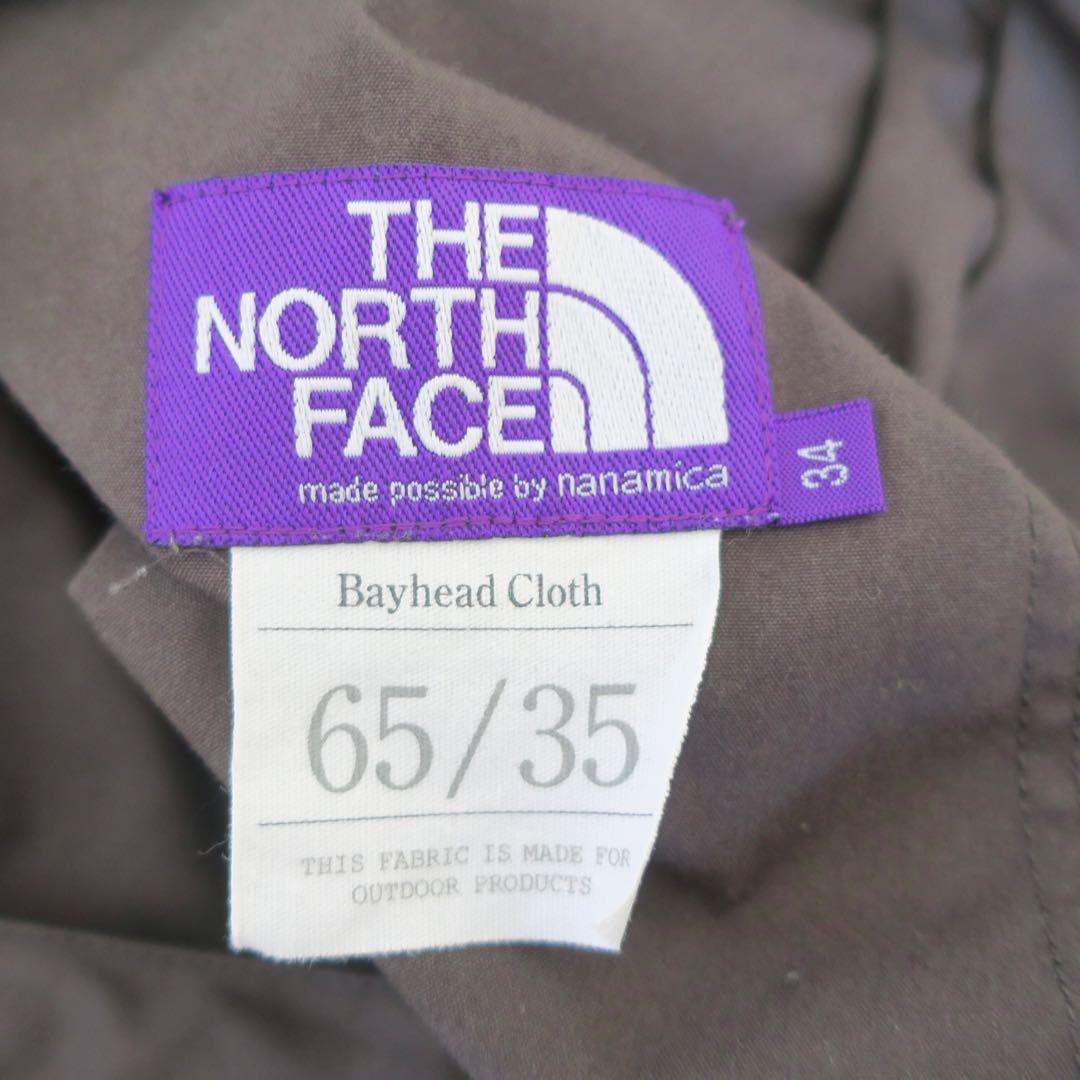 THE
NORTH
FACE
made possible by nanamica
34
Bayhead Cloth
65/35
THIS FABRIC IS MADE FOR
OUTDOOR PRODUCTS